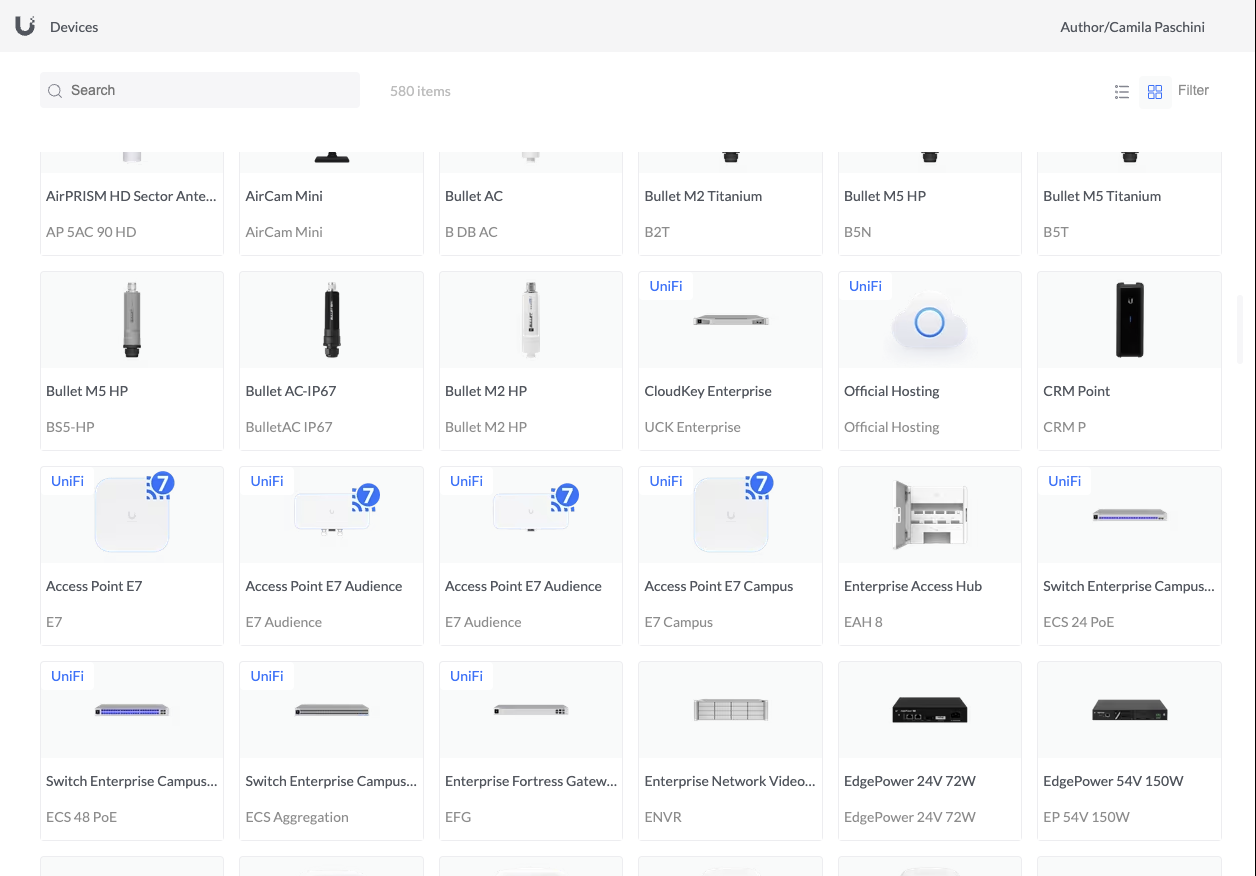 Devices
Author/Camila Paschini
Search
580 items
Filter
AirPRISM HD Sector Ante...
AirCam Mini
Bullet AC
Bullet M2 Titanium
Bullet M5 HP
Bullet M5 Titanium
AP 5AC 90 HD
AirCam Mini
B DB AC
B2T
B5N
B5T
UniFi
UniFi
Bullet M5 HP
Bullet AC-IP67
Bullet M2 HP
CloudKey Enterprise
Official Hosting
CRM Point
BS5-HP
BulletAC IP67
Bullet M2 HP
UCK Enterprise
Official Hosting
CRM P
UniFi
7
UniFi
7
UniFi
7
UniFi
7
UniFi
Access Point E7
Access Point E7 Audience
Access Point E7 Audience
Access Point E7 Campus
Enterprise Access Hub
Switch Enterprise Campus...
E7
E7 Audience
E7 Audience
E7 Campus
EAH 8
ECS 24 PoE
UniFi
UniFi
UniFi
Switch Enterprise Campus...
Switch Enterprise Campus...
Enterprise Fortress Gatew...
Enterprise Network Video...
EdgePower 24V 72W
EdgePower 54V 150W
ECS 48 PoE
ECS Aggregation
EFG
ENVR
EdgePower 24V 72W
EP 54V 150W